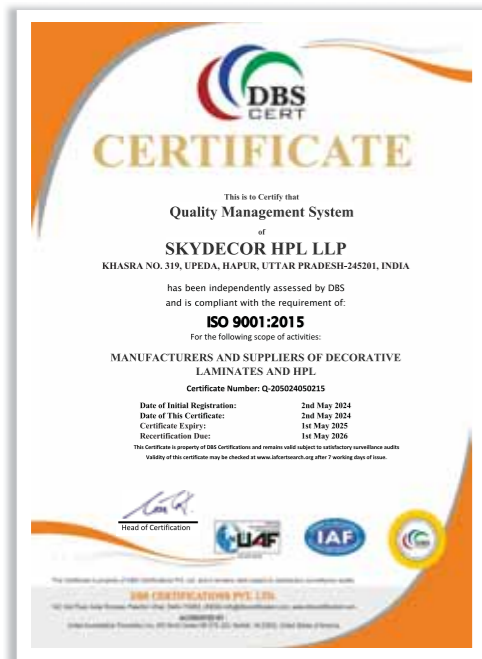 DBS
CERT
CERTIFICATE
This is to Certify that
Quality Management System
of
SKYDECOR HPL LLP
KHASRA NO. 319, UPEDA, HAPUR, UTTAR PRADESH-245201, INDIA
has been independently assessed by DBS
and is compliant with the requirement of:
ISO 9001:2015
For the following scope of activities:
MANUFACTURERS AND SUPPLIERS OF DECORATIVE
LAMINATES AND HPL
Certificate Number: Q-205024050215
Date of Initial Registration: 2nd May 2024
Date of This Certificate: 2nd May 2024
Certificate Expiry: 1st May 2025
Recertification Due: 1st May 2026
This Certificate is property of DBS Certifications and remains valid subject to satisfactory surveillance audits
Validity of this certificate may be checked at www.iafcertsearch.org after 7 working days of issue.
Head of Certification
UAF
IAF
DBS CERTIFICATIONS PVT. LTD.